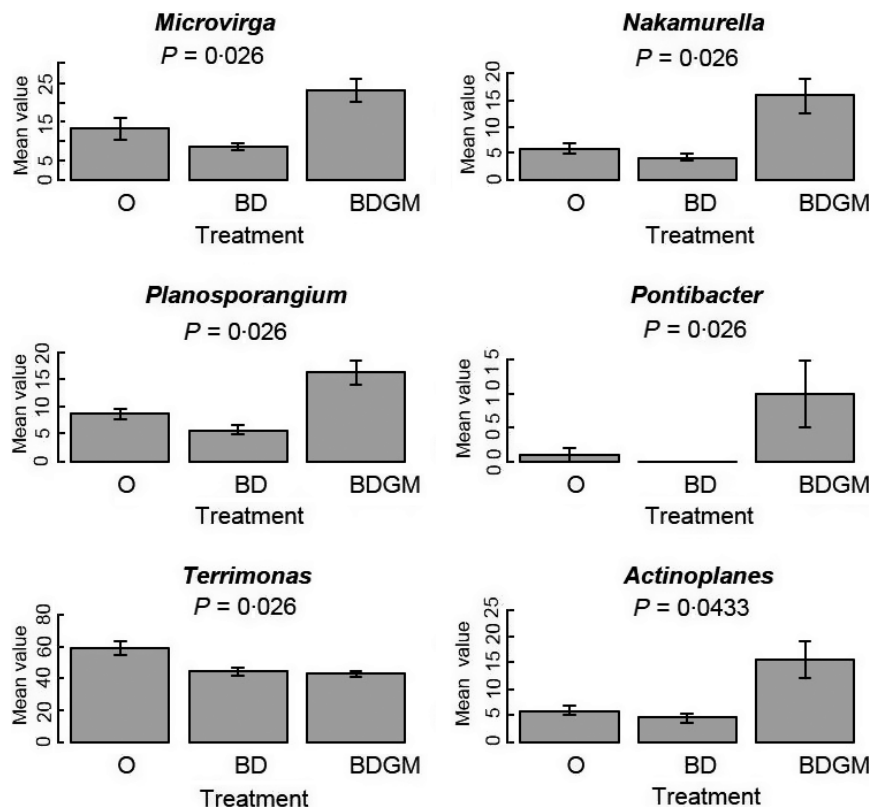 Microvirga
P = 0·026
Mean value
0 5 15 25
O BD BDGM
Treatment
Nakamurella
P = 0·026
Mean value
0 5 10 15 20
O BD BDGM
Treatment
Planosporangium
P = 0·026
Mean value
0 5 10 15 20
O BD BDGM
Treatment
Pontibacter
P = 0·026
Mean value
0 0 0 5 1 0 1 5
O BD BDGM
Treatment
Terrimonas
P = 0·026
Mean value
0 20 40 60 80
O BD BDGM
Treatment
Actinoplanes
P = 0·0433
Mean value
0 5 10 15 20 25
O BD BDGM
Treatment